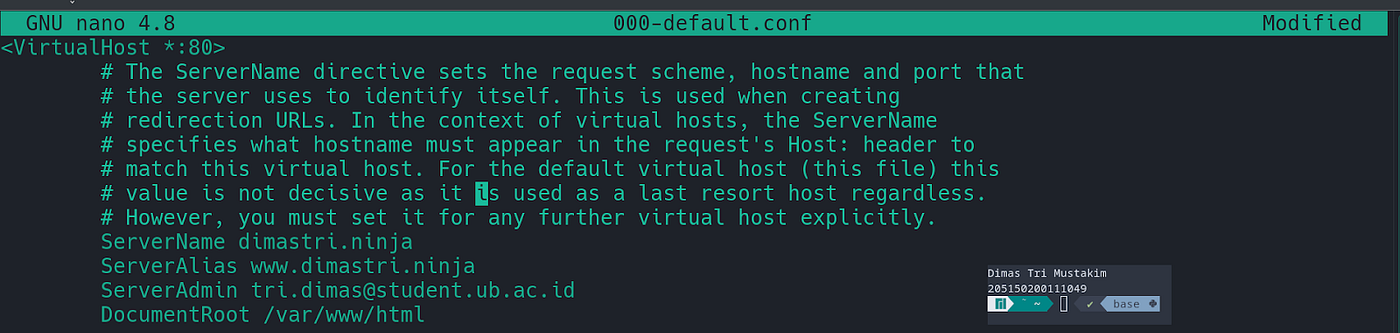 GNU nano 4.8 000-default.conf Modified
<VirtualHost *:80>
# The ServerName directive sets the request scheme, hostname and port that
# the server uses to identify itself. This is used when creating
# redirection URLs. In the context of virtual hosts, the ServerName
# specifies what hostname must appear in the request's Host: header to
# match this virtual host. For the default virtual host (this file) this
# value is not decisive as it is used as a last resort host regardless.
# However, you must set it for any further virtual host explicitly.
ServerName dimastri.ninja
ServerAlias www.dimastri.ninja
ServerAdmin tri.dimas@student.ub.ac.id
DocumentRoot /var/www/html
Dimas Tri Mustakim
205150200111049
~ ✔ base